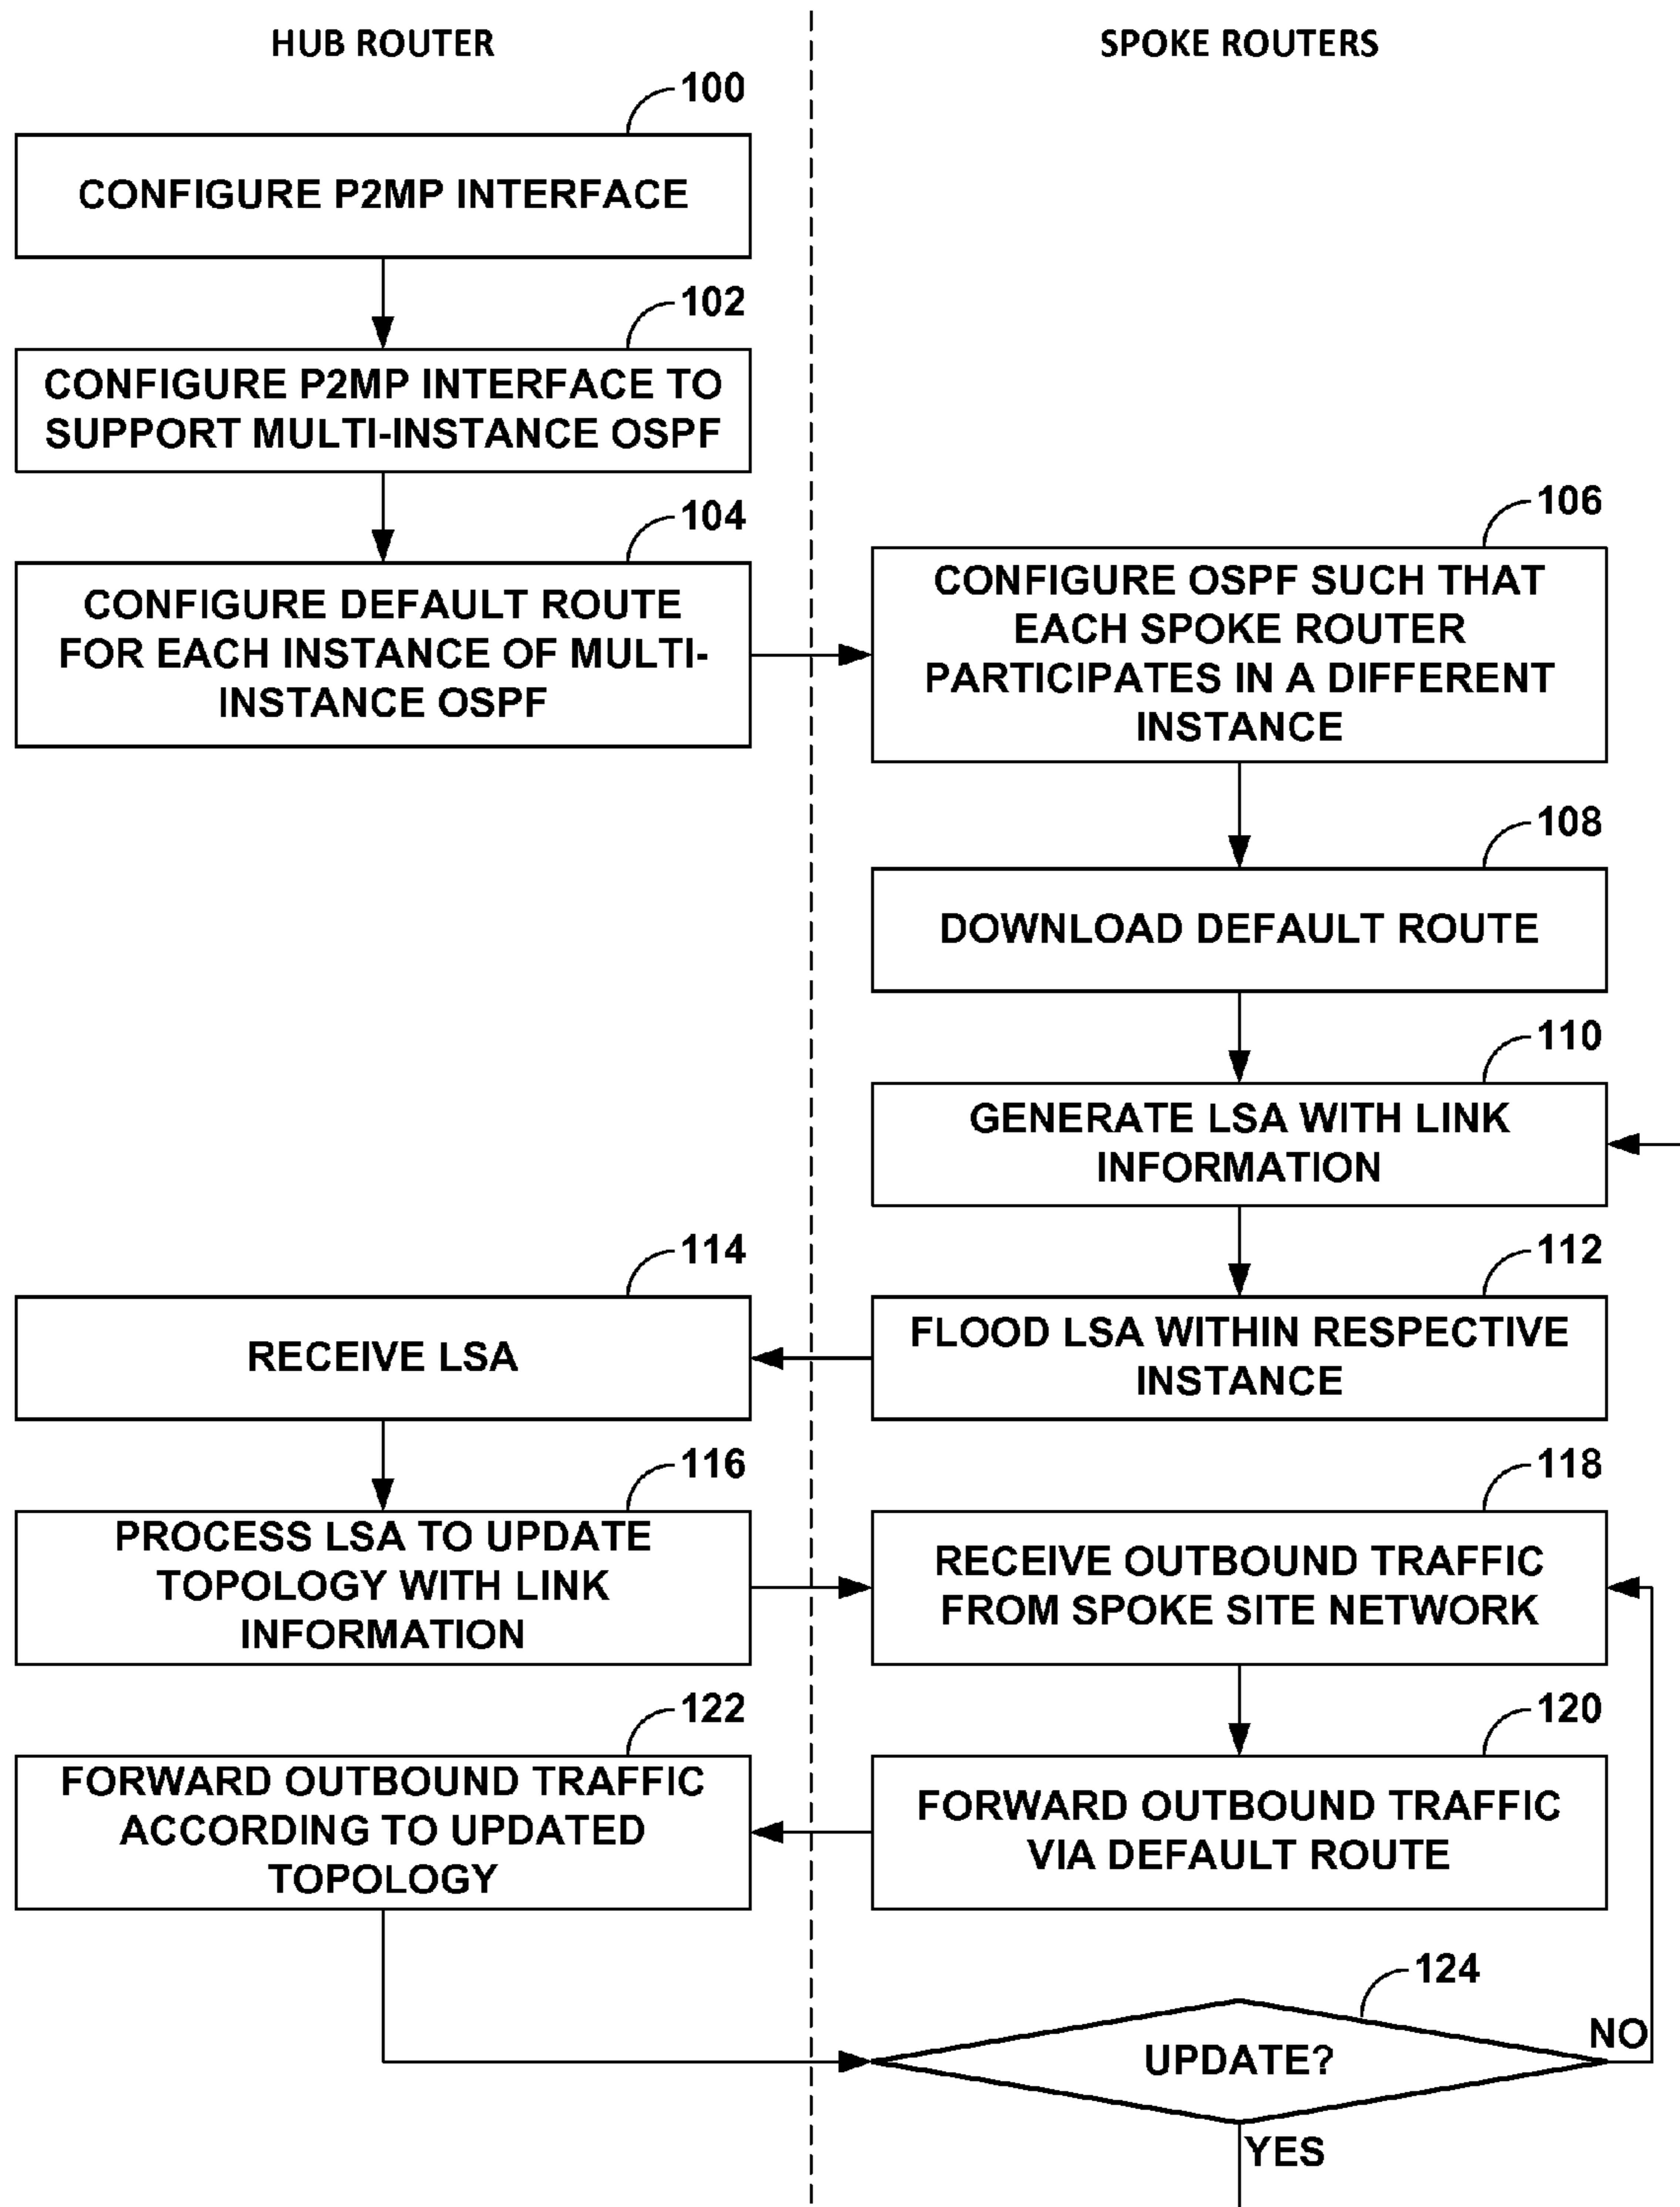 HUB ROUTER
SPOKE ROUTERS
100
CONFIGURE P2MP INTERFACE
102
CONFIGURE P2MP INTERFACE TO
SUPPORT MULTI-INSTANCE OSPF
104
CONFIGURE DEFAULT ROUTE
FOR EACH INSTANCE OF MULTI-
INSTANCE OSPF
106
CONFIGURE OSPF SUCH THAT
EACH SPOKE ROUTER
PARTICIPATES IN A DIFFERENT
INSTANCE
108
DOWNLOAD DEFAULT ROUTE
110
GENERATE LSA WITH LINK
INFORMATION
112
FLOOD LSA WITHIN RESPECTIVE
INSTANCE
114
RECEIVE LSA
116
PROCESS LSA TO UPDATE
TOPOLOGY WITH LINK
INFORMATION
118
RECEIVE OUTBOUND TRAFFIC
FROM SPOKE SITE NETWORK
120
FORWARD OUTBOUND TRAFFIC
VIA DEFAULT ROUTE
122
FORWARD OUTBOUND TRAFFIC
ACCORDING TO UPDATED
TOPOLOGY
124
UPDATE?
NO
YES